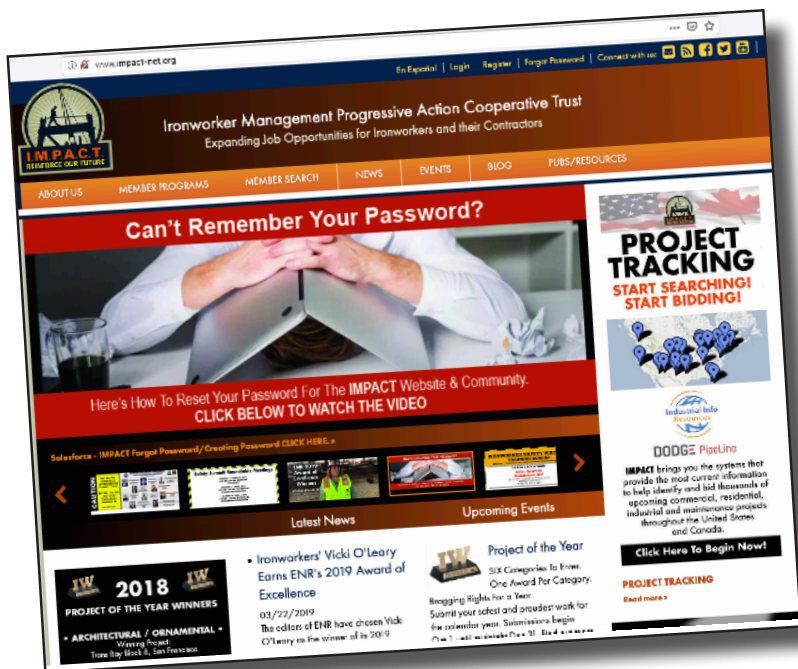 www.impact-net.org
En Español | Login Register | Forgot Password | Connect with us:
I.M.P.A.C.T.
REINFORCE OUR FUTURE
Ironworker Management Progressive Action Cooperative Trust
Expanding Job Opportunities for Ironworkers and their Contractors
ABOUT US MEMBER PROGRAMS MEMBER SEARCH NEWS EVENTS BLOG PUBS/RESOURCES
Can't Remember Your Password?
Here's How To Reset Your Password For The IMPACT Website & Community.
CLICK BELOW TO WATCH THE VIDEO
Salesforce - IMPACT Forgot Password/Creating Password CLICK HERE. »
CAUTION
Award of
Excellence
Winners
Latest News
Upcoming Events
IW
2018
IW
PROJECT OF THE YEAR WINNERS
• ARCHITECTURAL / ORNAMENTAL •
Winning Project:
Trans Bay Block 8, San Francisco
• Ironworkers' Vicki O'Leary
Earns ENR's 2019 Award of
Excellence
03/22/2019
The editors of ENR have chosen Vicki
O'Leary as the winner of its 2019
IW
Project of the Year
SIX Categories To Enter.
One Award Per Category.
Bragging Rights For a Year.
Submit your safest and proudest work for
the calendar year. Submissions begin
PROJECT
TRACKING
START SEARCHING!
START BIDDING!
Industrial Info
Resources
DODGE PipeLine
IMPACT brings you the systems that
provide the most current information
to help identify and bid thousands of
upcoming commercial, residential,
industrial and maintenance projects
throughout the United States
and Canada.
Click Here To Begin Now!
PROJECT TRACKING
Read more >